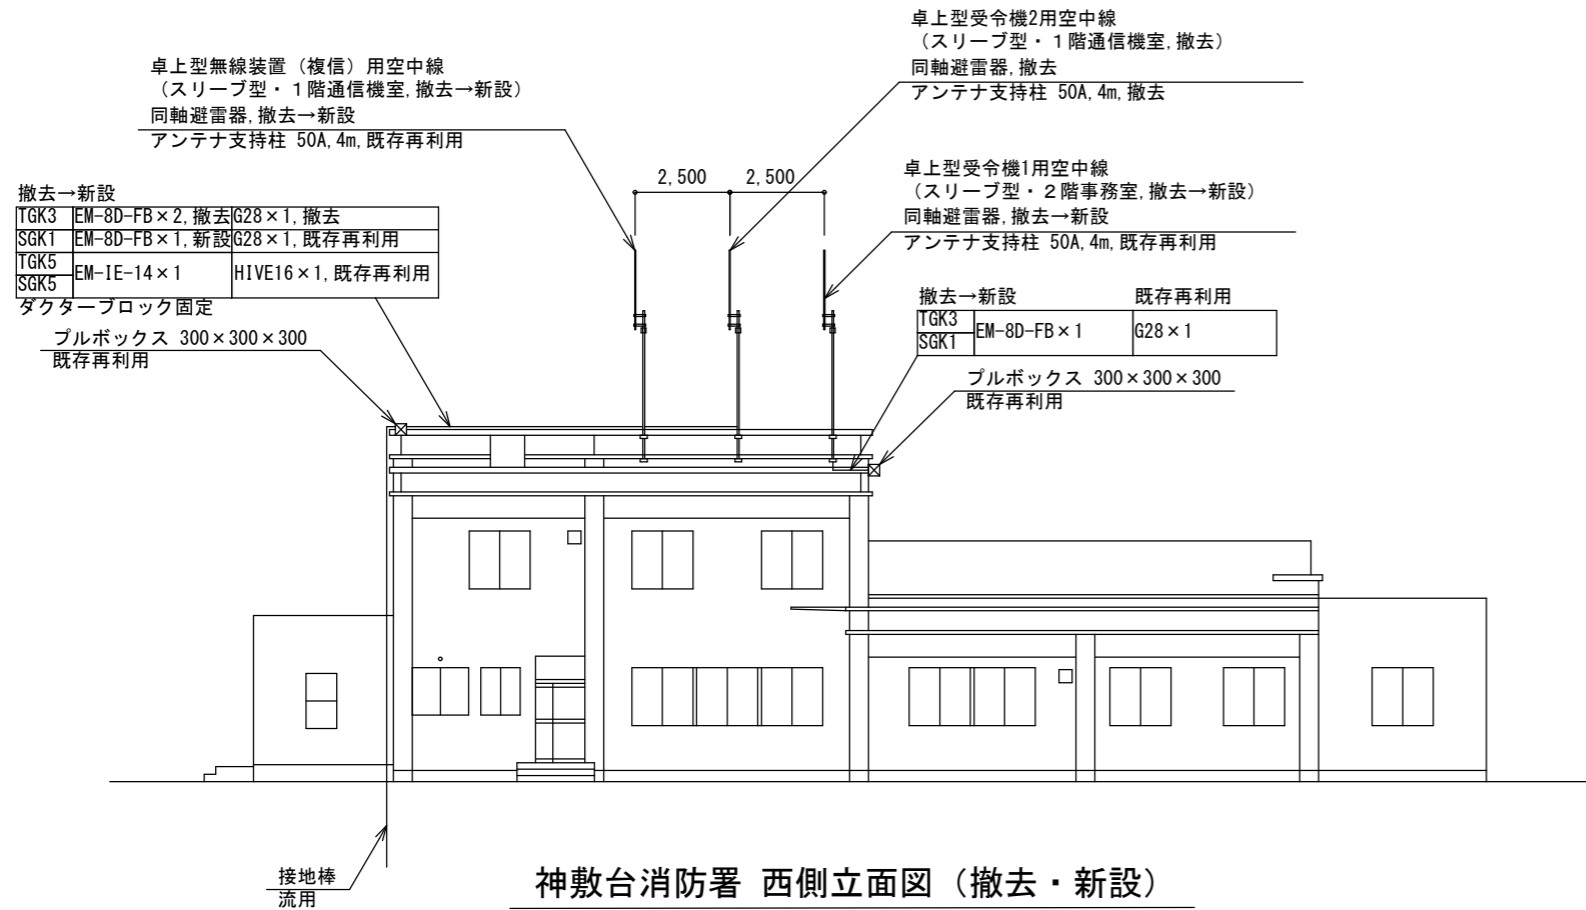 卓上型受令機2用空中線
(スリーブ型・1階通信機室,撤去)
同軸避雷器,撤去
アンテナ支持柱 50A,4m,撤去
卓上型無線装置(複信)用空中線
(スリーブ型・1階通信機室,撤去→新設)
同軸避雷器,撤去→新設
アンテナ支持柱 50A,4m,既存再利用
2,500 2,500
卓上型受令機1用空中線
(スリーブ型・2階事務室,撤去→新設)
同軸避雷器,撤去→新設
アンテナ支持柱 50A,4m,既存再利用
撤去→新設
TGK3 EM-8D-FB×2,撤去 G28×1,撤去
SGK1 EM-8D-FB×1,新設 G28×1,既存再利用
TGK5
SGK5 EM-IE-14×1 HIVE16×1,既存再利用
ダクターブロック固定
プルボックス 300×300×300
既存再利用
撤去→新設 既存再利用
TGK3
SGK1 EM-8D-FB×1 G28×1
プルボックス 300×300×300
既存再利用
接地棒
流用
神敷台消防署 西側立面図(撤去・新設)